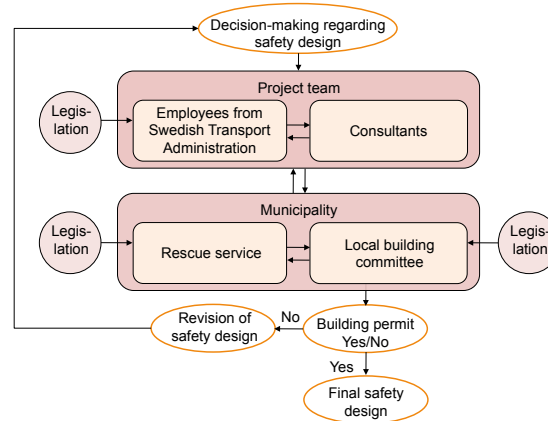 Decision-making regarding
safety design
Project team
Legis-
lation
Employees from
Swedish Transport
Administration
Consultants
Municipality
Legis-
lation
Rescue service
Local building
committee
Legis-
lation
Revision of
safety design
No
Building permit
Yes/No
Yes
Final safety
design